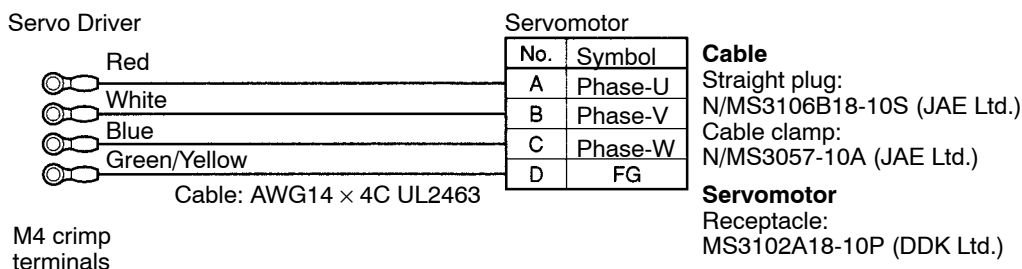 Servo Driver
Servomotor
Red
White
Blue
Green/Yellow
Cable: AWG14 × 4C UL2463
M4 crimp
terminals
No. Symbol
A Phase-U
B Phase-V
C Phase-W
D FG
Cable
Straight plug:
N/MS3106B18-10S (JAE Ltd.)
Cable clamp:
N/MS3057-10A (JAE Ltd.)
Servomotor
Receptacle:
MS3102A18-10P (DDK Ltd.)